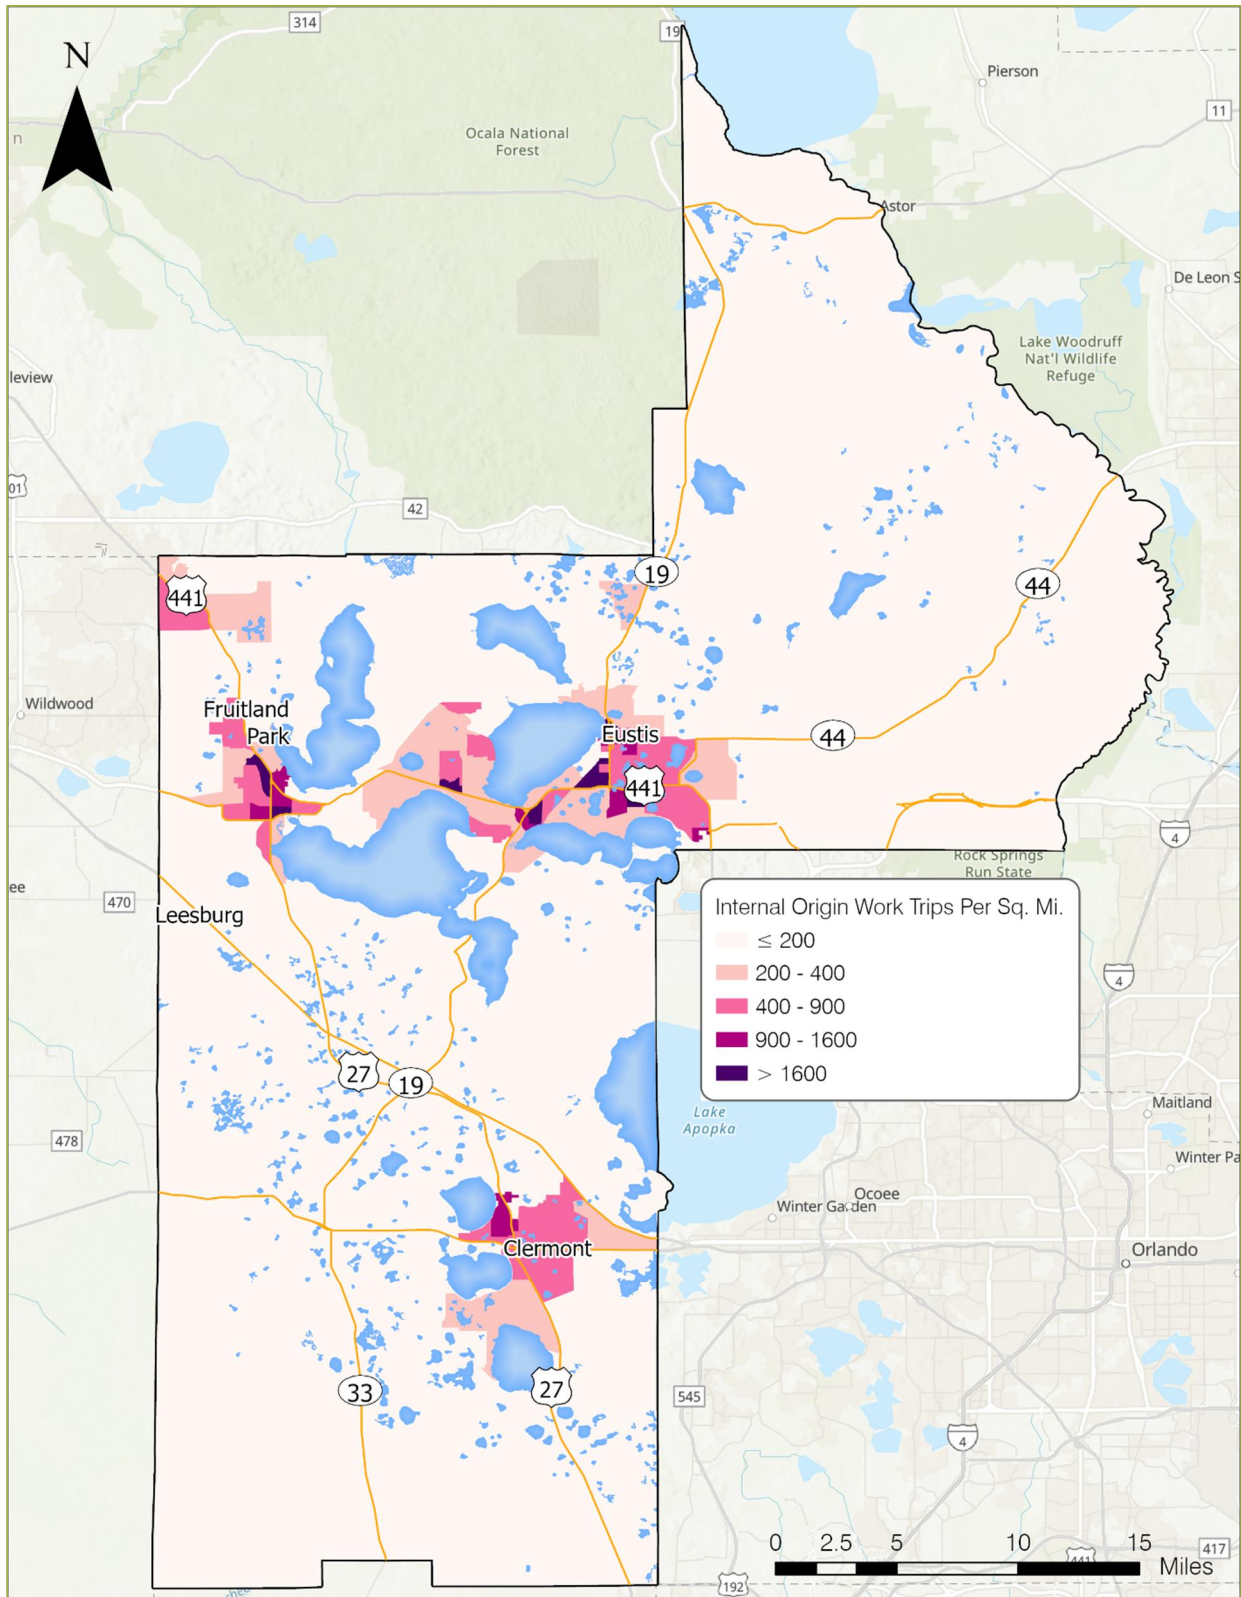 314
19
N
Pierson
11
Ocala National
Forest
n
Astor
De Leon S
Lake Woodruff
Nat'l Wildlife
Refuge
leview
01
42
19
441
44
Wildwood
Fruitland
Park
Eustis
44
441
4
Rock Springs
Run State
ee
470
Leesburg
Internal Origin Work Trips Per Sq. Mi.
≤ 200
200 - 400
400 - 900
900 - 1600
> 1600
4
27
19
Lake
Apopka
Maitland
478
Winter Pa
Ocoee
Winter Garden
Clermont
Orlando
33
27
545
4
0 2.5 5 10 15
Miles
441
417
192